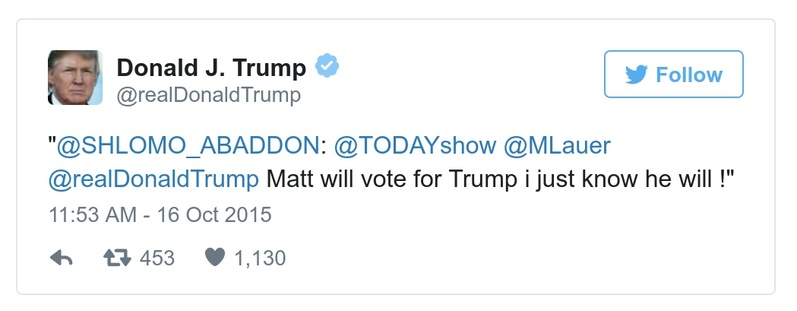 Donald J. Trump
@realDonaldTrump
Follow
"@SHLOMO_ABADDON: @TODAYshow @MLauer
@realDonaldTrump Matt will vote for Trump i just know he will !"
11:53 AM - 16 Oct 2015
453 1,130